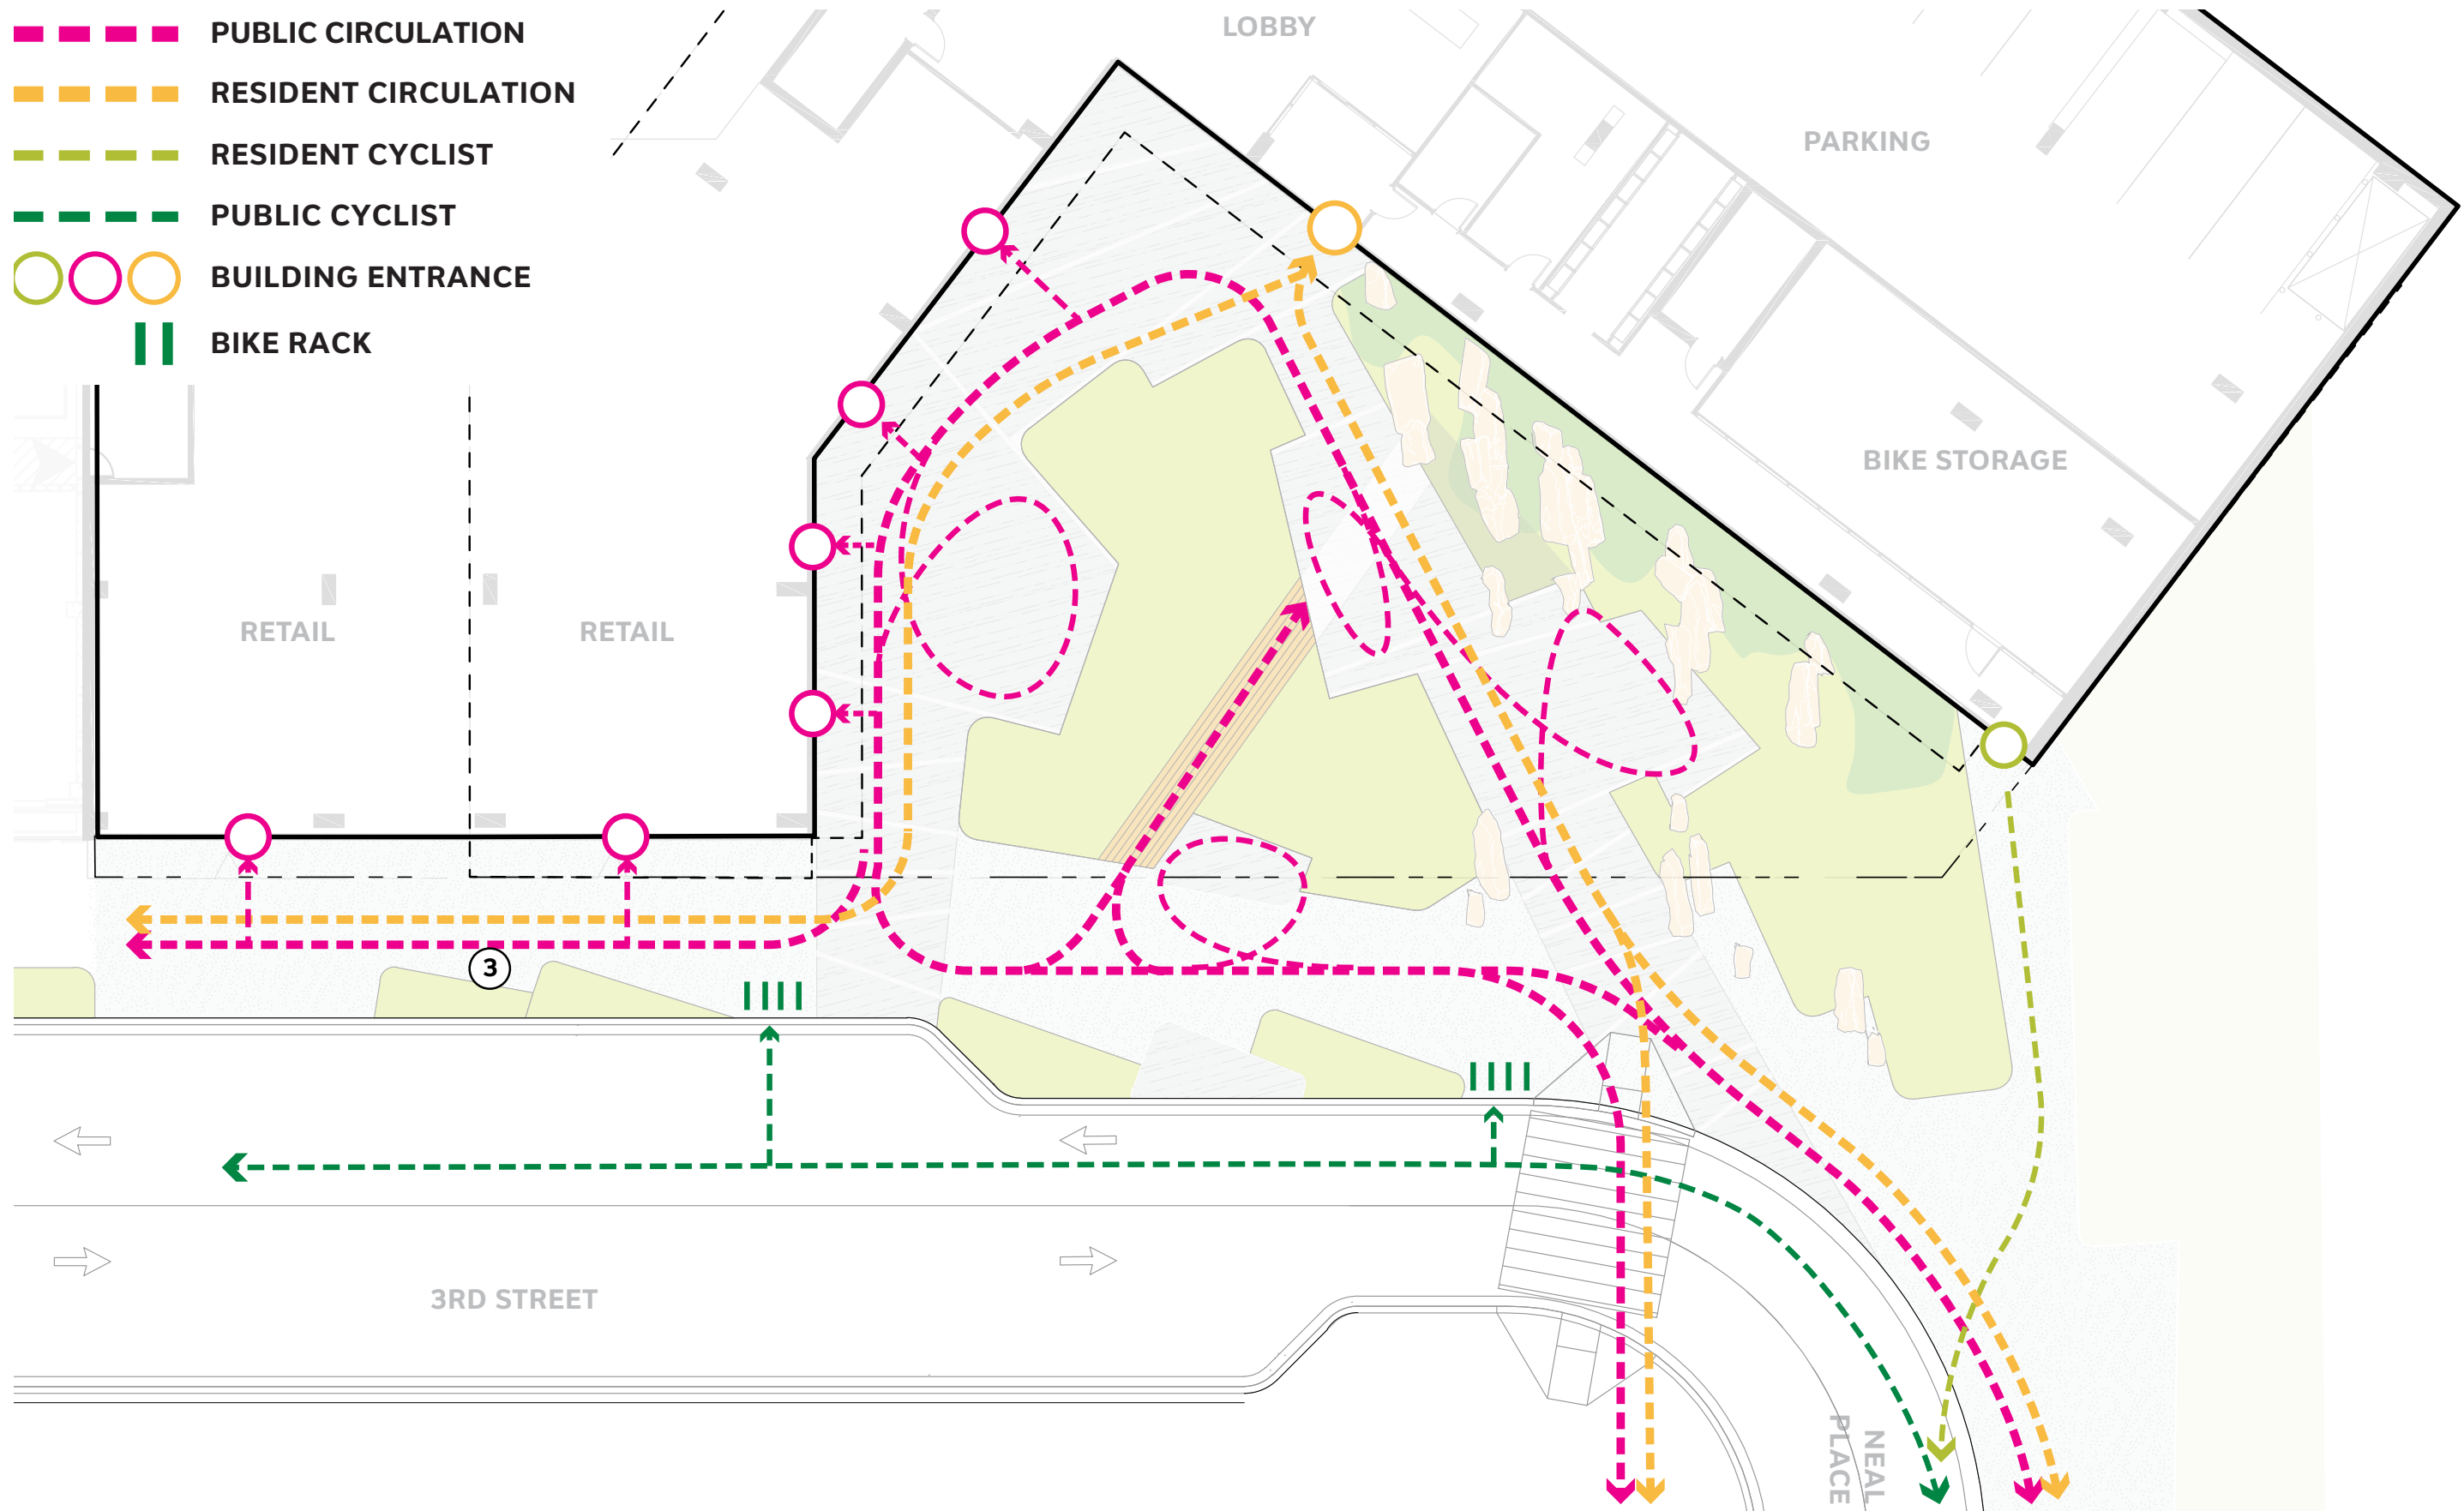 PUBLIC CIRCULATION
RESIDENT CIRCULATION
RESIDENT CYCLIST
PUBLIC CYCLIST
BUILDING ENTRANCE
BIKE RACK
LOBBY
PARKING
BIKE STORAGE
RETAIL
RETAIL
3
3RD STREET
NEAL
PLACE